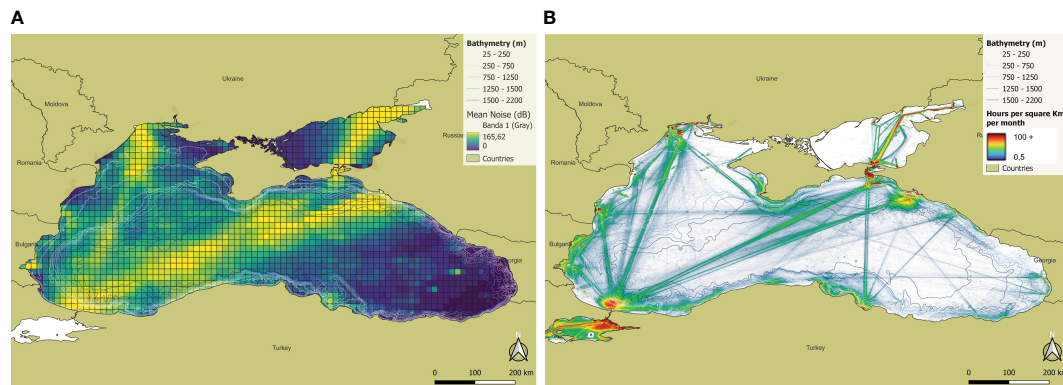 A
Bathymetry (m)
25 - 250
250 - 750
750 - 1250
1250 - 1500
1500 - 2200
Mean Noise (dB)
Banda 1 (Gray)
165,62
0
Countries
Ukraine
Moldova
Romania
Russian
Bulgaria
Georgia
Turkey
N
0 100 200 km
B
Bathymetry (m)
25 - 250
250 - 750
750 - 1250
1250 - 1500
1500 - 2200
Hours per square Km
per month
100 +
0,5
Countries
Ukraine
Moldova
Romania
Russian
Bulgaria
Georgia
Turkey
N
0 100 200 km